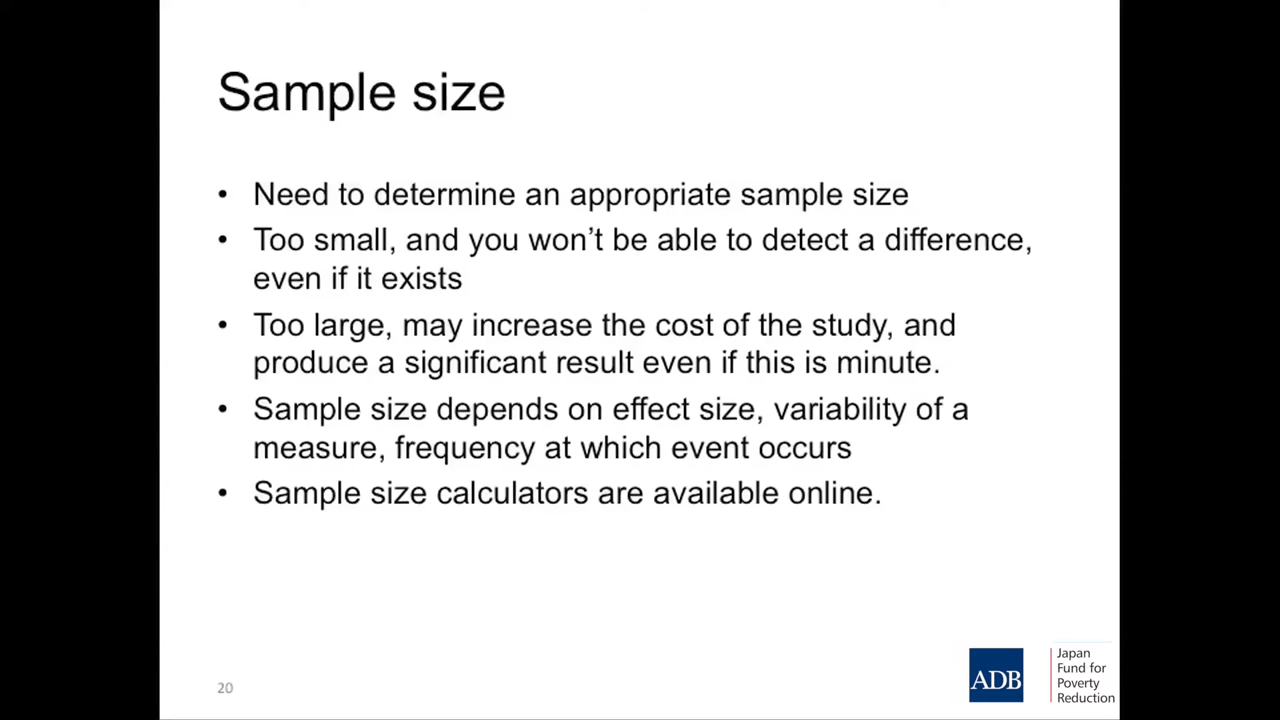 Sample size
• Need to determine an appropriate sample size
• Too small, and you won’t be able to detect a difference,
even if it exists
• Too large, may increase the cost of the study, and
produce a significant result even if this is minute.
• Sample size depends on effect size, variability of a
measure, frequency at which event occurs
• Sample size calculators are available online.
20
ADB
Japan
Fund for
Poverty
Reduction